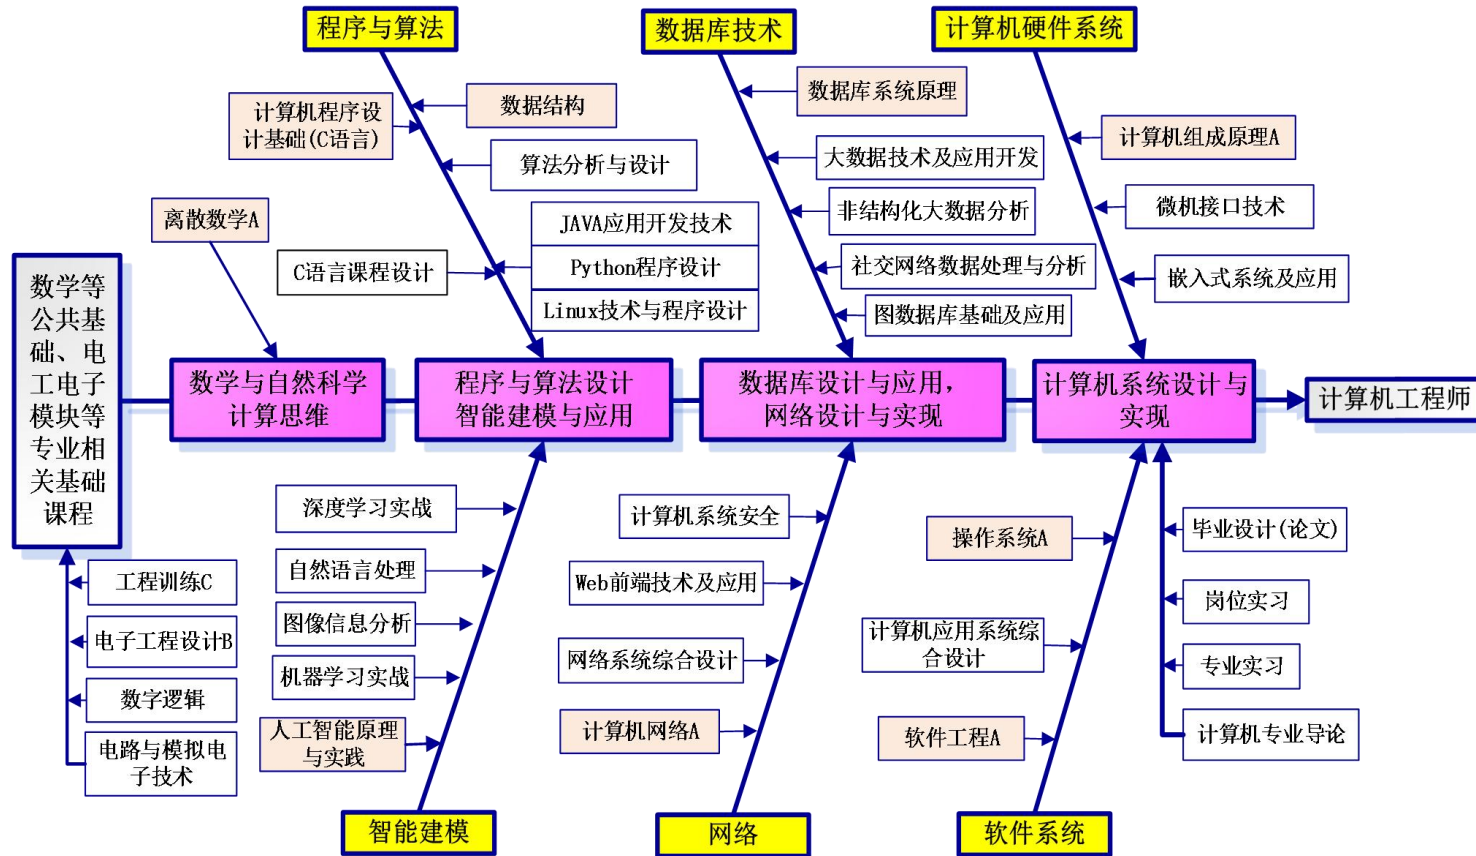 程序与算法
数据库技术
计算机硬件系统
计算机程序设
计基础(C语言)
数据结构
算法分析与设计
JAVA应用开发技术
Python程序设计
Linux技术与程序设计
C语言课程设计
离散数学A
数据库系统原理
大数据技术及应用开发
非结构化大数据分析
社交网络数据处理与分析
图数据库基础及应用
计算机组成原理A
微机接口技术
嵌入式系统及应用
数学等
公共基
础、电
工电子
模块等
专业相
关基础
课程
数学与自然科学
计算思维
程序与算法设计
智能建模与应用
数据库设计与应用，
网络设计与实现
计算机系统设计与
实现
计算机工程师
工程训练C
电子工程设计B
数字逻辑
电路与模拟电
子技术
深度学习实战
自然语言处理
图像信息分析
机器学习实战
人工智能原理
与实践
计算机系统安全
Web前端技术及应用
网络系统综合设计
计算机网络A
操作系统A
计算机应用系统综
合设计
软件工程A
毕业设计(论文)
岗位实习
专业实习
计算机专业导论
智能建模
网络
软件系统